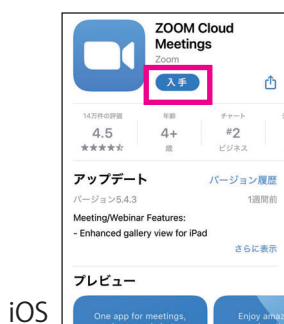 ZOOM Cloud
Meetings
Zoom
入手
14万件の評価
年齢
チャート
4.5
4+
#2
★★★★⯪
歳
ビジネス
アップデート
バージョン履歴
バージョン5.4.3
1週間前
Meeting/Webinar Features:
- Enhanced gallery view for iPad
さらに表示
プレビュー
iOS
One app for meetings,
Enjoy amaz